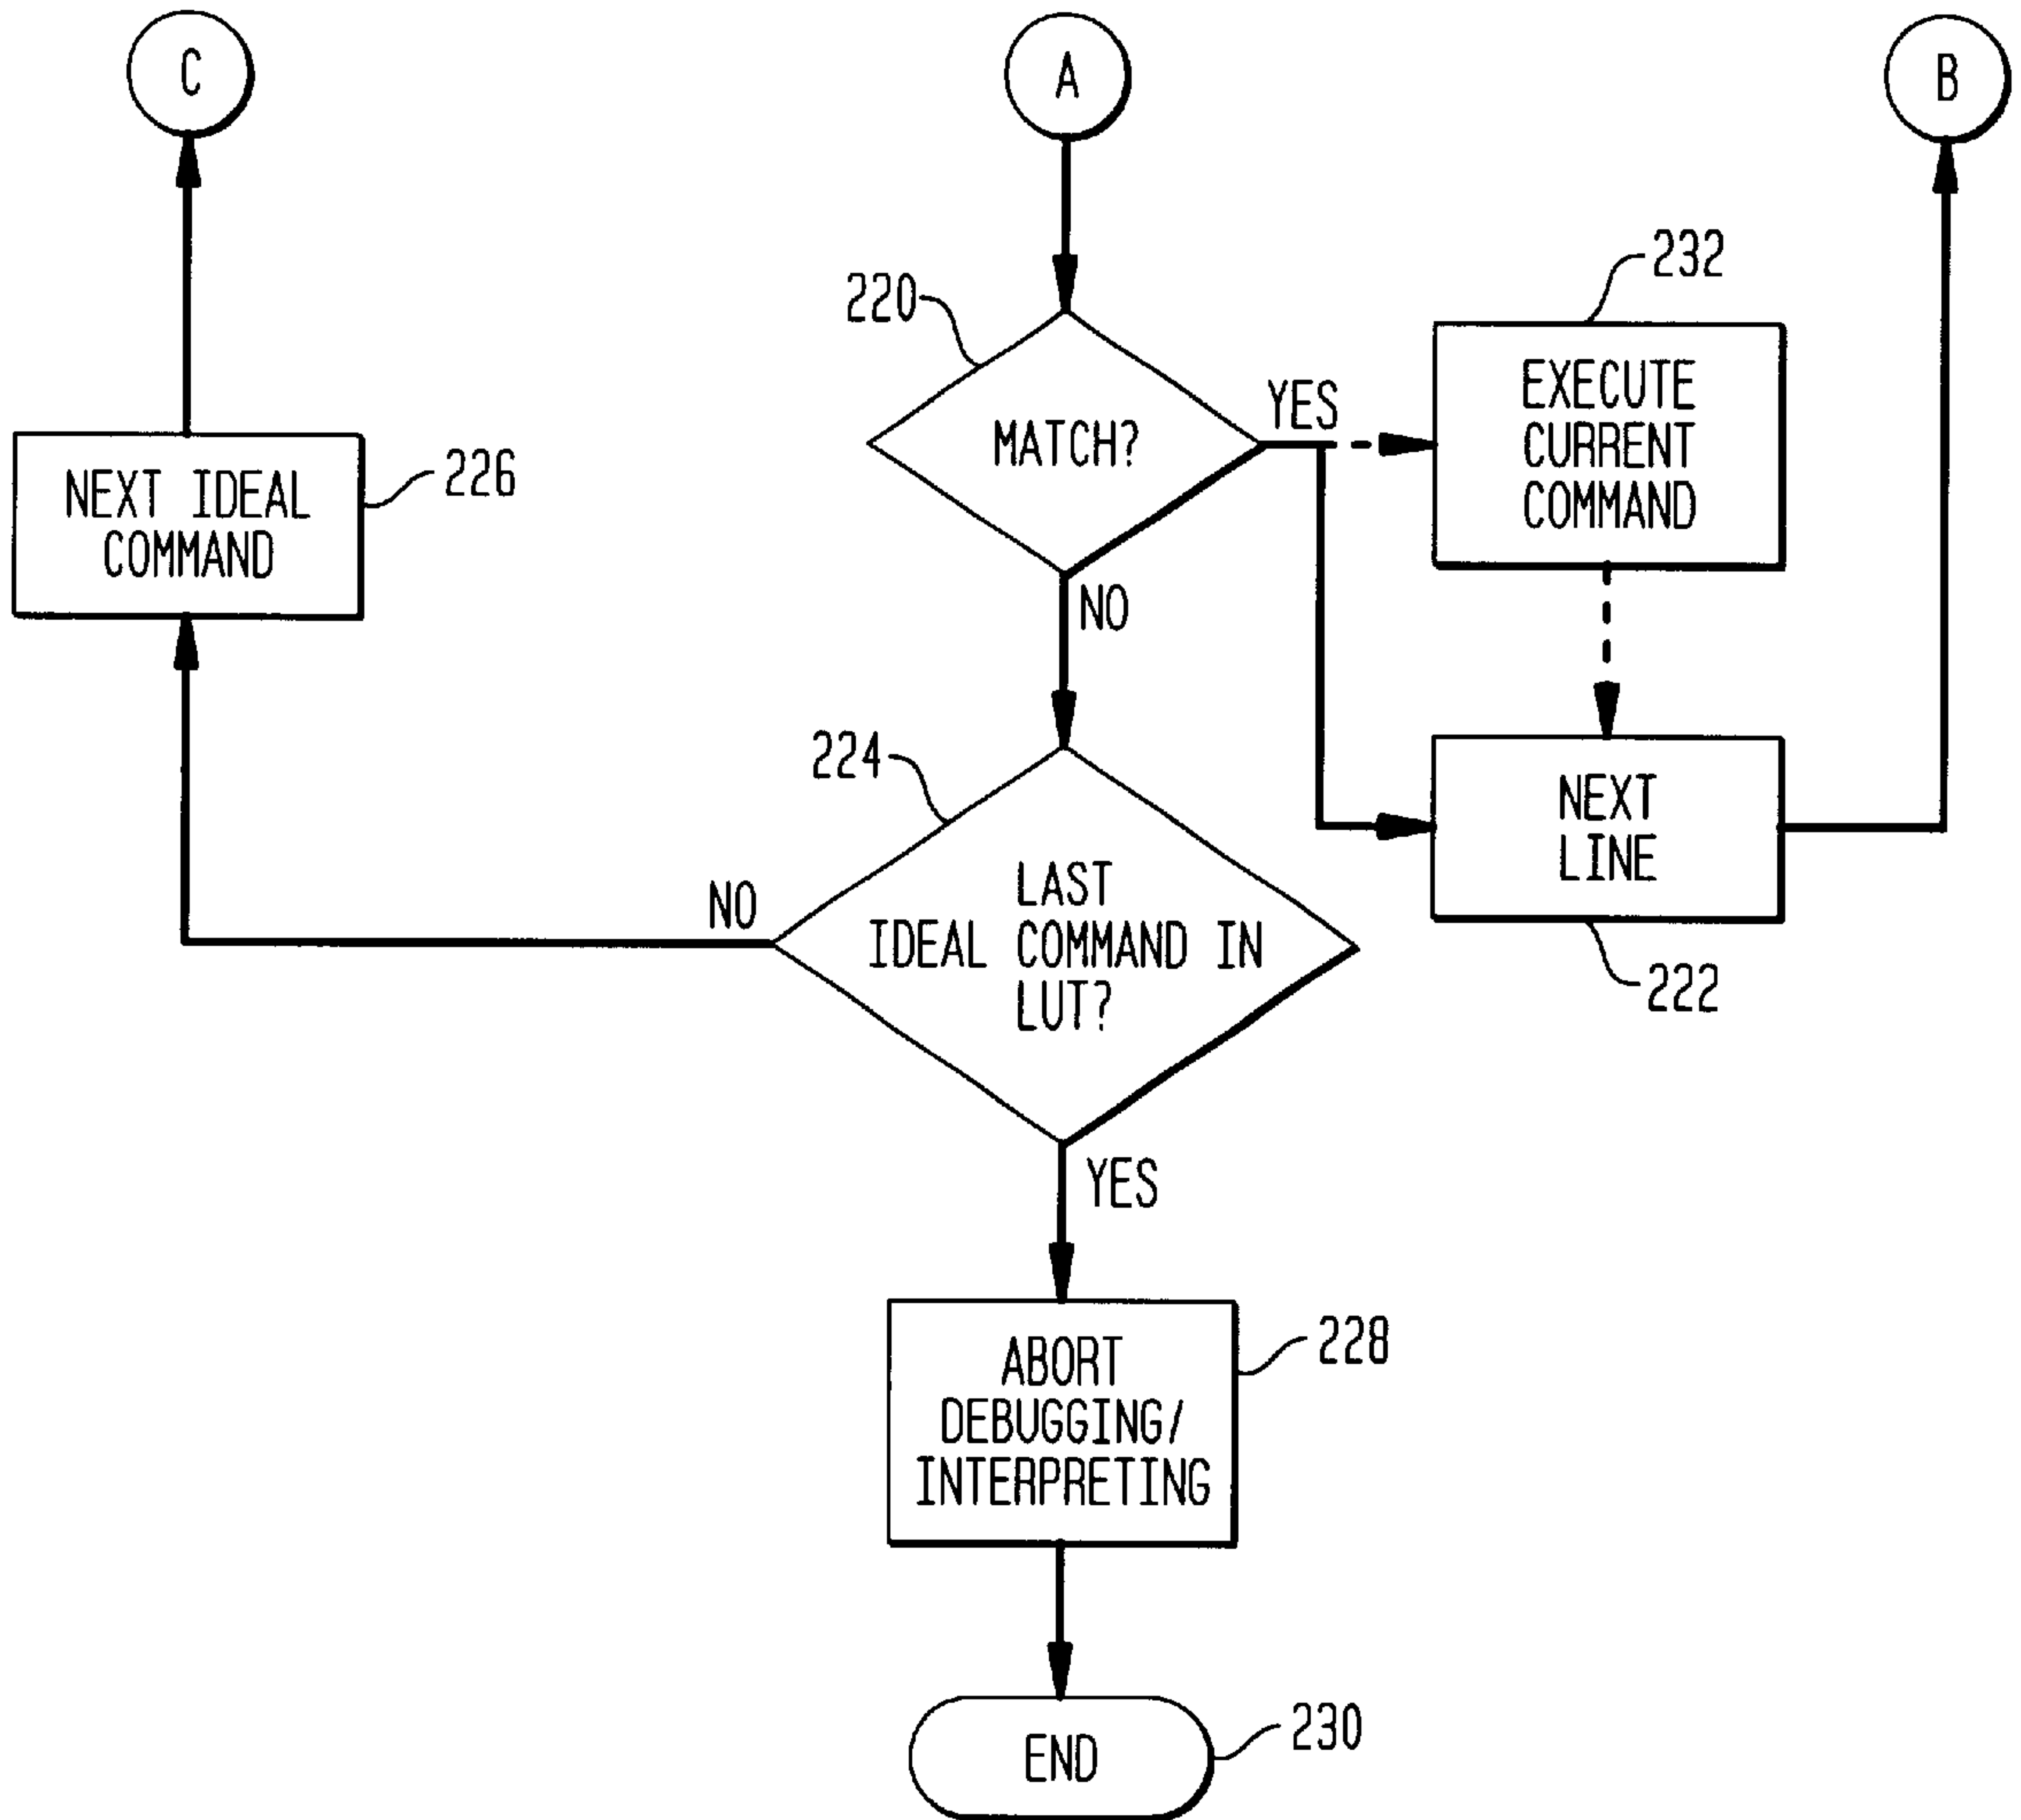 C
A
B
232
220
YES
EXECUTE
CURRENT
COMMAND
MATCH?
NEXT IDEAL
COMMAND
226
NO
224
NEXT
LINE
222
NO
LAST
IDEAL COMMAND IN
LUT?
YES
ABORT
DEBUGGING/
INTERPRETING
228
END
230